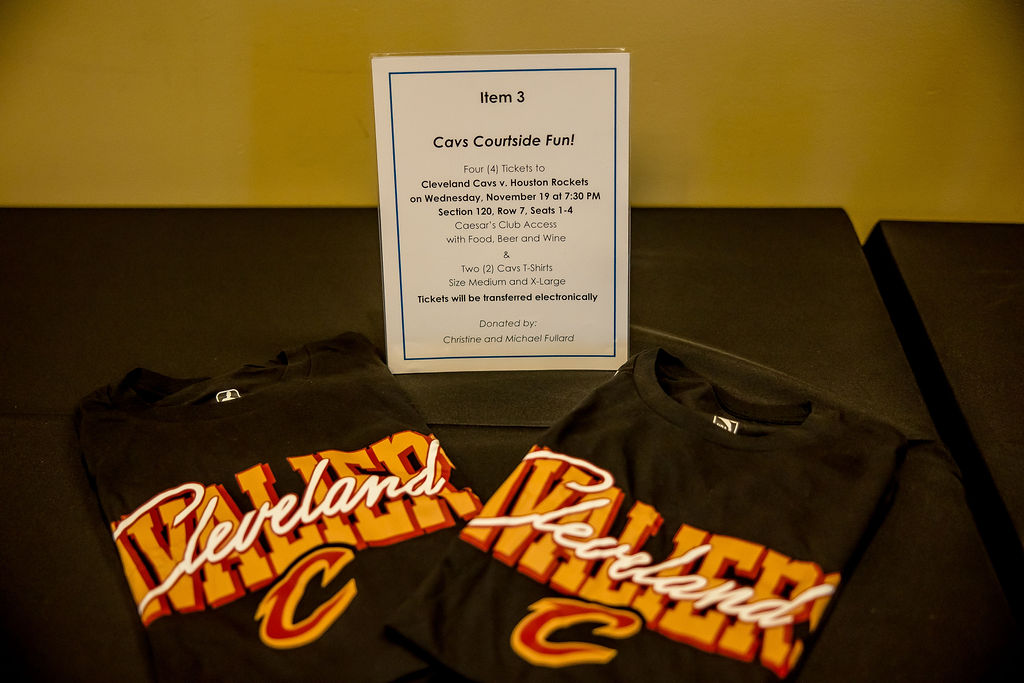 Item 3
Cavs Courtside Fun!
Four (4) Tickets to
Cleveland Cavs v. Houston Rockets
on Wednesday, November 19 at 7:30 PM
Section 120, Row 7, Seats 1-4
Caesar's Club Access
with Food, Beer and Wine
&
Two (2) Cavs T-Shirts
Size Medium and X-Large
Tickets will be transferred electronically
Donated by:
Christine and Michael Fullard
Cleveland
C
Cleveland
C